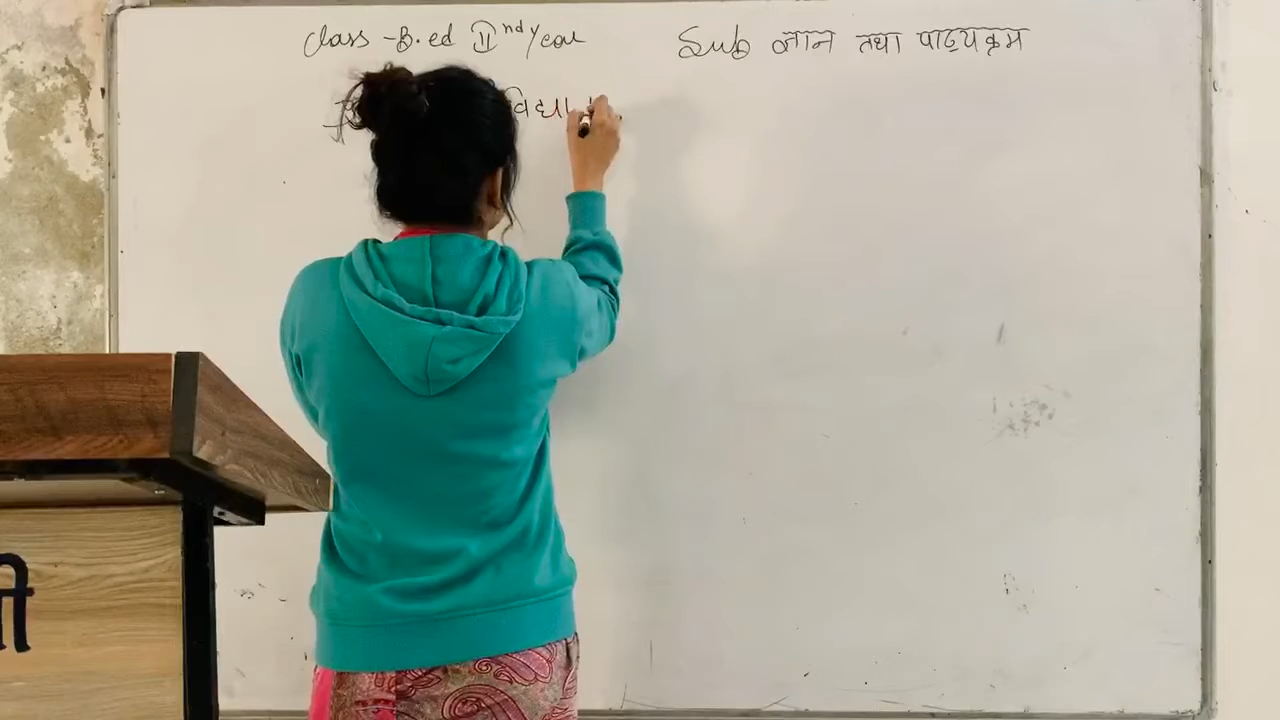 Class - B.ed IInd Year Sub ज्ञान तथा पाठ्यक्रम